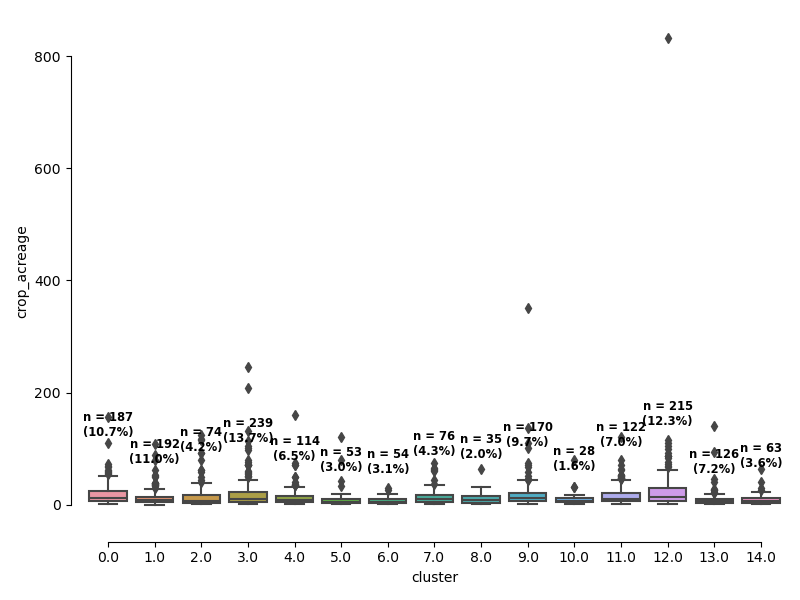 800
600
400
200
0
crop_acreage
n = 187
(10.7%)
n = 192
(11.0%)
n = 74
(4.2%)
n = 239
(13.7%)
n = 114
(6.5%)
n = 53
(3.0%)
n = 54
(3.1%)
n = 76
(4.3%)
n = 35
(2.0%)
n = 170
(9.7%)
n = 28
(1.6%)
n = 122
(7.0%)
n = 215
(12.3%)
n = 126
(7.2%)
n = 63
(3.6%)
0.0 1.0 2.0 3.0 4.0 5.0 6.0 7.0 8.0 9.0 10.0 11.0 12.0 13.0 14.0
cluster